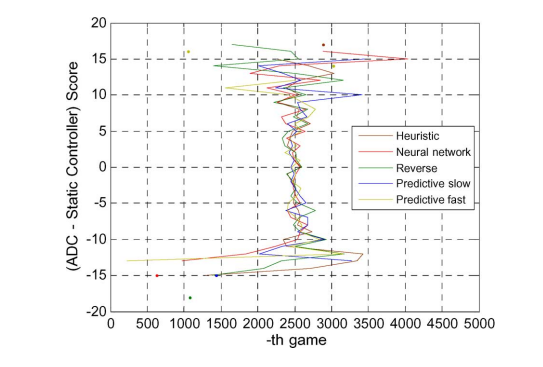 20
15
10
5
0
-5
-10
-15
-20
(ADC - Static Controller) Score
Heuristic
Neural network
Reverse
Predictive slow
Predictive fast
0 500 1000 1500 2000 2500 3000 3500 4000 4500 5000
-th game